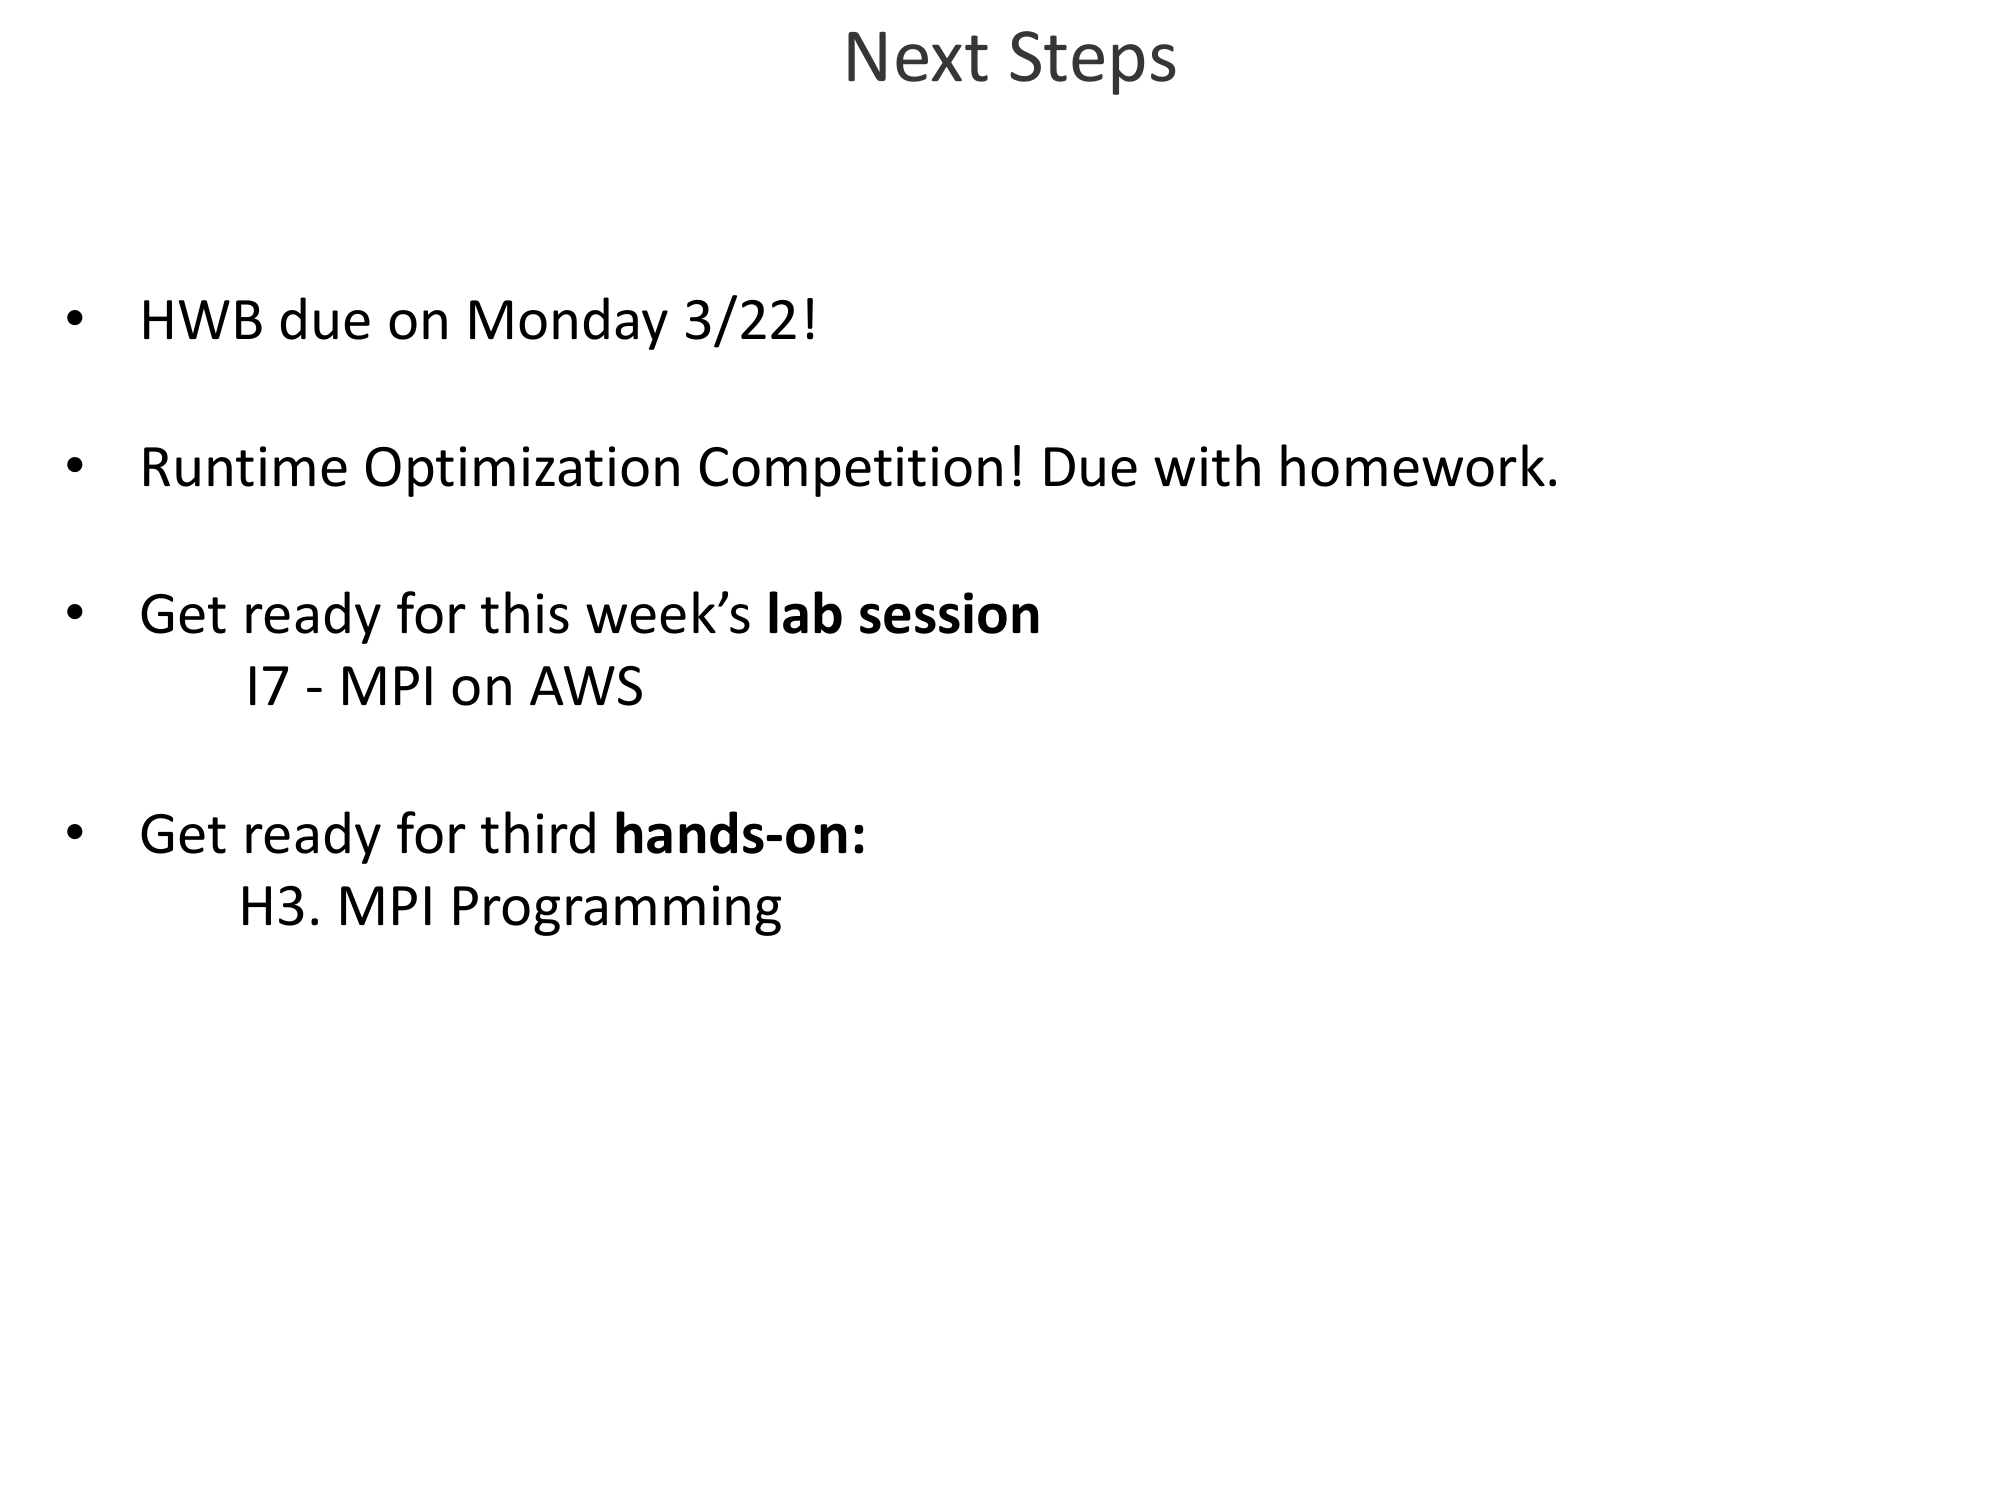 Next Steps
• HWB due on Monday 3/22!
• Runtime Optimization Competition! Due with homework.
• Get ready for this week’s lab session
I7 - MPI on AWS
• Get ready for third hands-on:
H3. MPI Programming